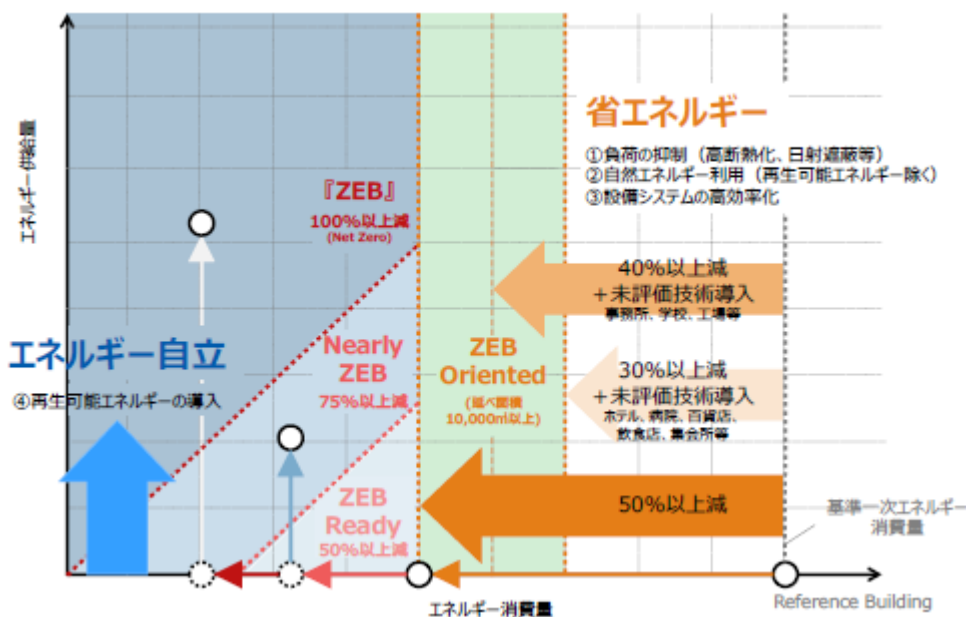 エネルギー供給量
省エネルギー
①負荷の抑制（高断熱化、日射遮蔽等）
②自然エネルギー利用（再生可能エネルギー除く）
③設備システムの高効率化
『ZEB』
100%以上減
(Net Zero)
40%以上減
＋未評価技術導入
事務所、学校、工場等
エネルギー自立
④再生可能エネルギーの導入
Nearly
ZEB
75%以上減
ZEB
Oriented
(延べ面積
10,000㎡以上)
30%以上減
＋未評価技術導入
ホテル、病院、百貨店、
飲食店、集会所等
ZEB
Ready
50%以上減
50%以上減
基準一次エネルギー
消費量
エネルギー消費量
Reference Building